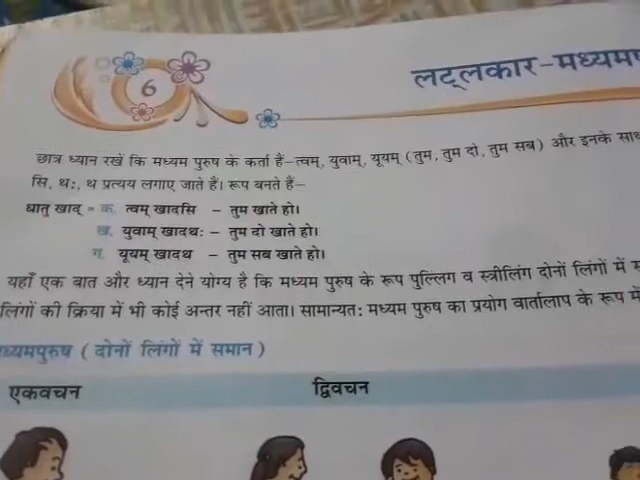 6
लट्लकार-मध्यमप
छात्र ध्यान रखें कि मध्यम पुरुष के कर्ता हैं-त्वम्, युवाम्, यूयम् (तुम, तुम दो, तुम सब) और इनके साथ
सि, थः, थ प्रत्यय लगाए जाते हैं। रूप बनते हैं-
धातु खाद् = क. त्वम् खादसि - तुम खाते हो।
ख. युवाम् खादथः - तुम दो खाते हो।
ग. यूयम् खादथ - तुम सब खाते हो।
यहाँ एक बात और ध्यान देने योग्य है कि मध्यम पुरुष के रूप पुल्लिंग व स्त्रीलिंग दोनों लिंगों में
लिंगों की क्रिया में भी कोई अन्तर नहीं आता। सामान्यतः मध्यम पुरुष का प्रयोग वार्तालाप के रूप में
ध्यमपुरुष (दोनों लिंगों में समान)
एकवचन द्विवचन